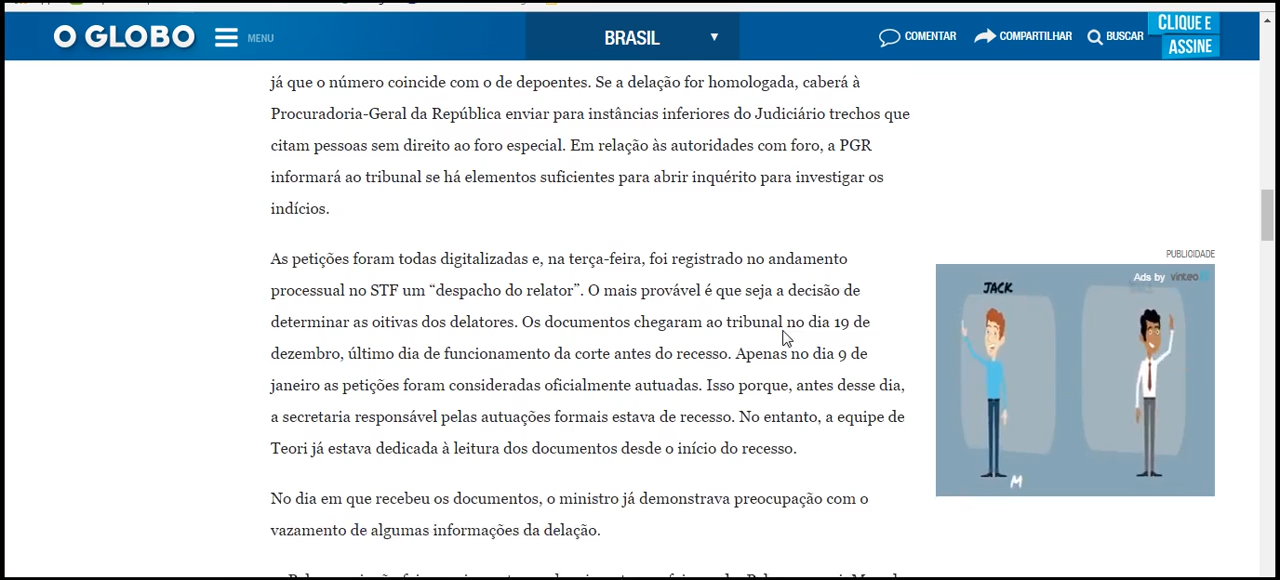 O GLOBO
MENU
BRASIL
COMENTAR
COMPARTILHAR
BUSCAR
CLIQUE E
ASSINE
já que o número coincide com o de depoentes. Se a delação for homologada, caberá à
Procuradoria-Geral da República enviar para instâncias inferiores do Judiciário trechos que
citam pessoas sem direito ao foro especial. Em relação às autoridades com foro, a PGR
informará ao tribunal se há elementos suficientes para abrir inquérito para investigar os
indícios.
As petições foram todas digitalizadas e, na terça-feira, foi registrado no andamento
processual no STF um “despacho do relator”. O mais provável é que seja a decisão de
determinar as oitivas dos delatores. Os documentos chegaram ao tribunal no dia 19 de
dezembro, último dia de funcionamento da corte antes do recesso. Apenas no dia 9 de
janeiro as petições foram consideradas oficialmente autuadas. Isso porque, antes desse dia,
a secretaria responsável pelas autuações formais estava de recesso. No entanto, a equipe de
Teori já estava dedicada à leitura dos documentos desde o início do recesso.
No dia em que recebeu os documentos, o ministro já demonstrava preocupação com o
vazamento de algumas informações da delação.
PUBLICIDADE
Ads by
JACK
M